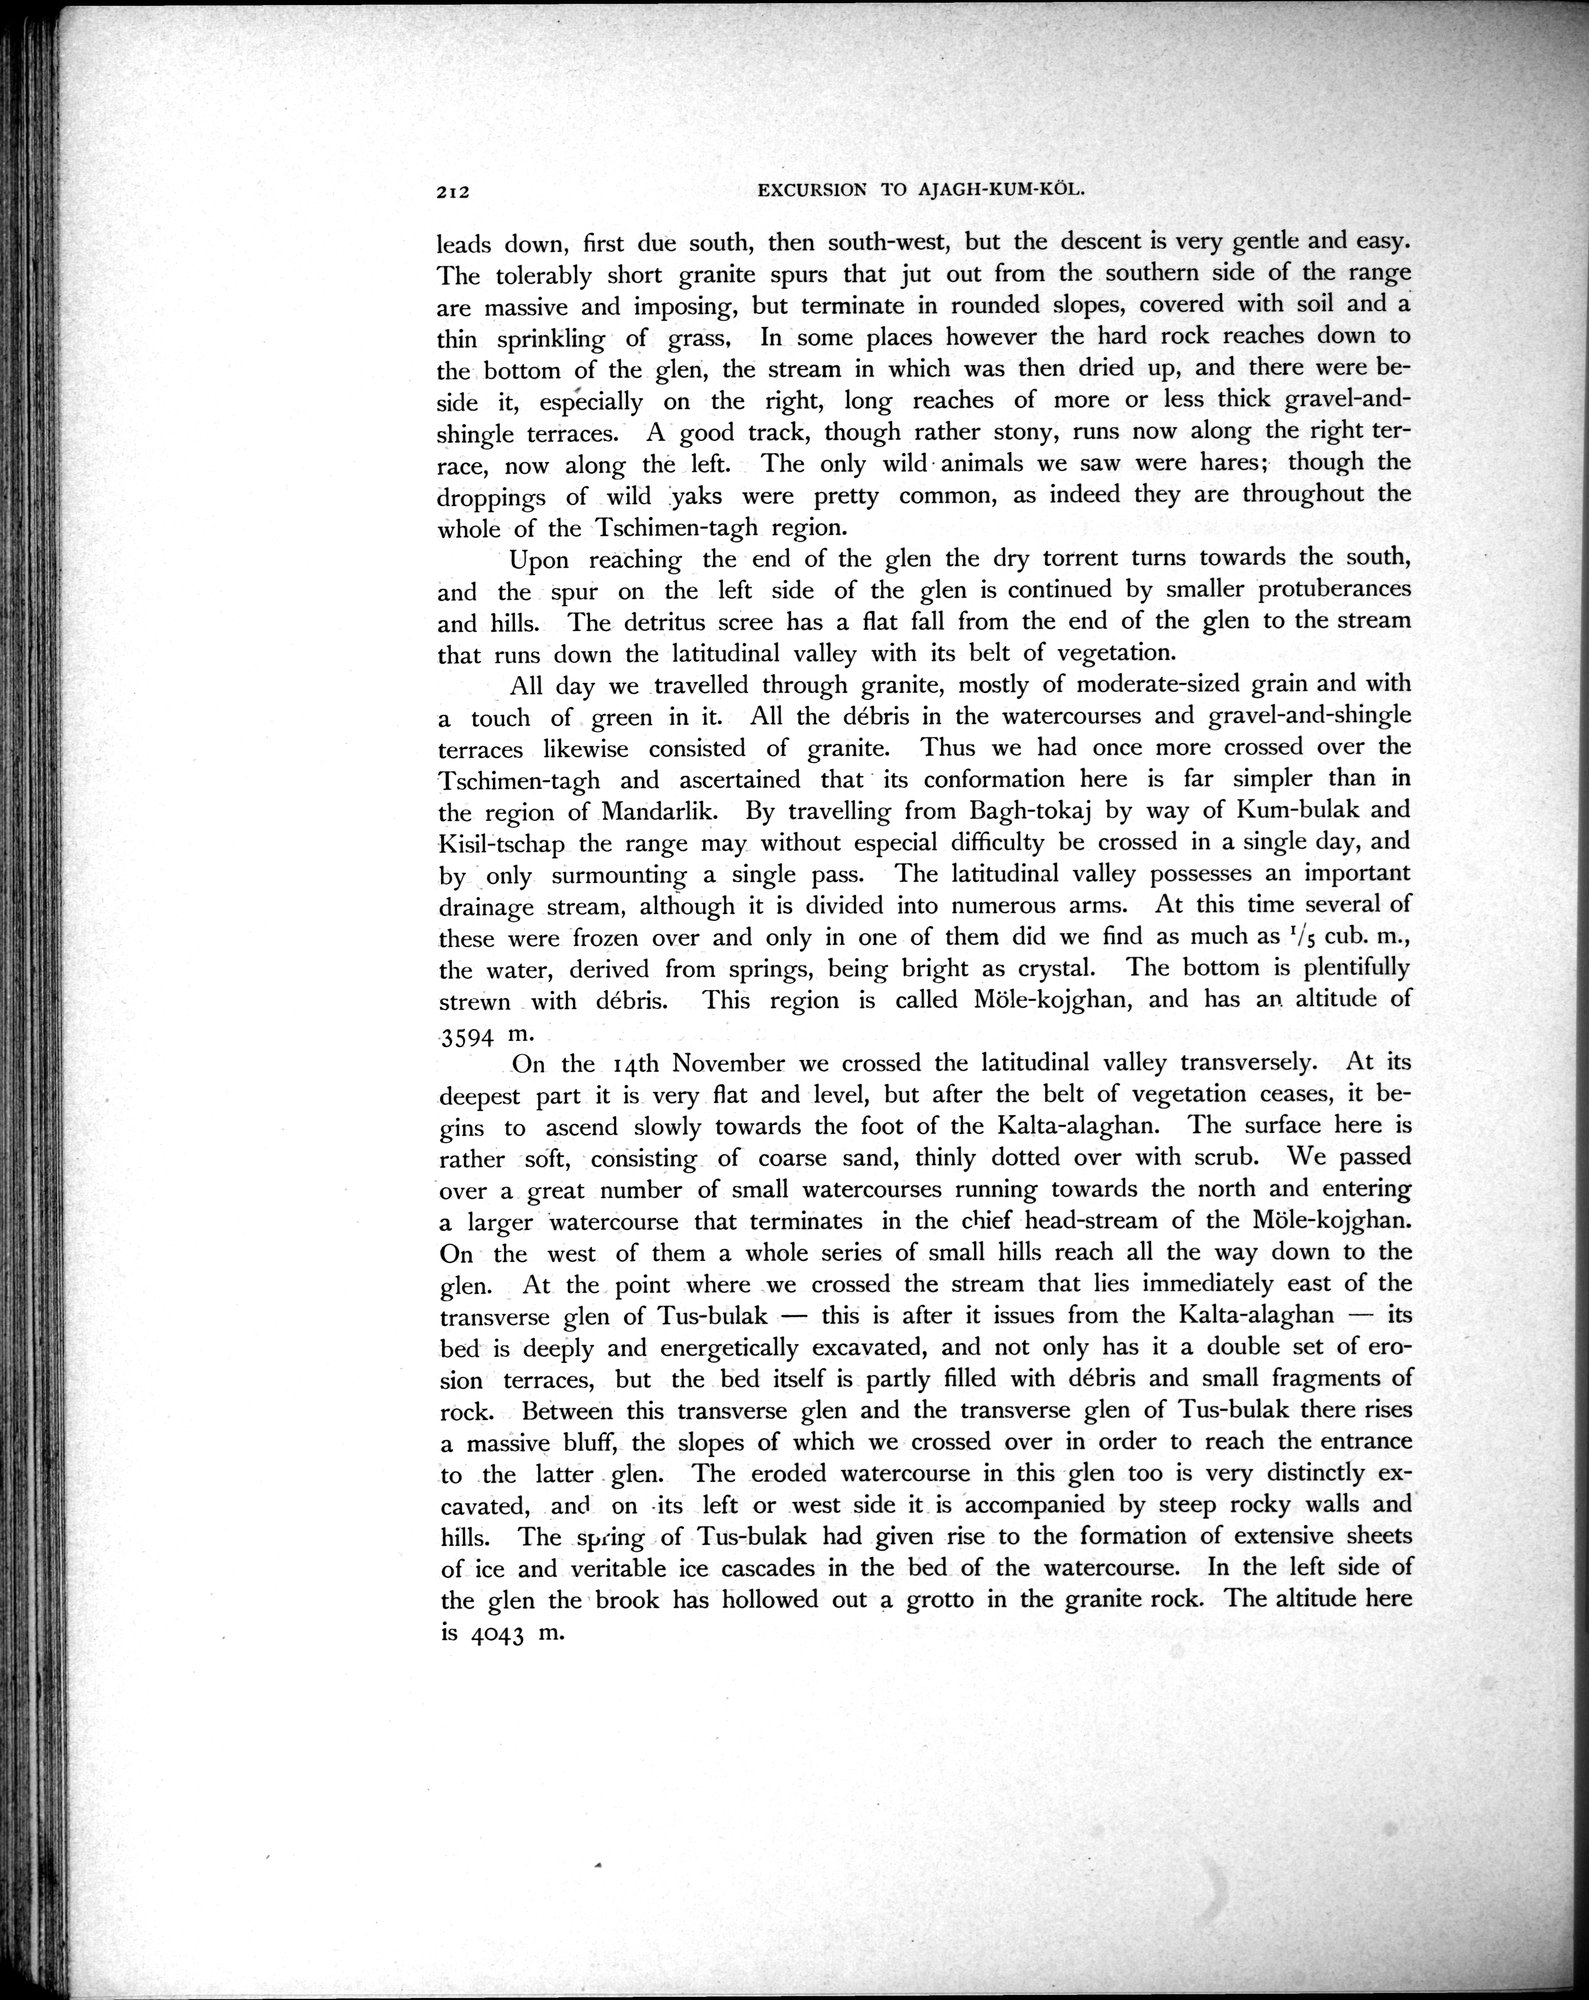 212 EXCURSION TO AJAGH-KUM-KÖL.
leads down, first due south, then south-west, but the descent is very gentle and easy.
The tolerably short granite spurs that jut out from the southern side of the range
are massive and imposing, but terminate in rounded slopes, covered with soil and a
thin sprinkling of grass, In some places however the hard rock reaches down to
the bottom of the glen, the stream in which was then dried up, and there were be-
side it, especially on the right, long reaches of more or less thick gravel-and-
shingle terraces. A good track, though rather stony, runs now along the right ter-
race, now along the left. The only wild animals we saw were hares; though the
droppings of wild yaks were pretty common, as indeed they are throughout the
whole of the Tschimen-tagh region.
Upon reaching the end of the glen the dry torrent turns towards the south,
and the spur on the left side of the glen is continued by smaller protuberances
and hills. The detritus scree has a flat fall from the end of the glen to the stream
that runs down the latitudinal valley with its belt of vegetation.
All day we travelled through granite, mostly of moderate-sized grain and with
a touch of green in it. All the débris in the watercourses and gravel-and-shingle
terraces likewise consisted of granite. Thus we had once more crossed over the
Tschimen-tagh and ascertained that its conformation here is far simpler than in
the region of Mandarlik. By travelling from Bagh-tokaj by way of Kum-bulak and
Kisil-tschap the range may without especial difficulty be crossed in a single day, and
by only surmounting a single pass. The latitudinal valley possesses an important
drainage stream, although it is divided into numerous arms. At this time several of
these were frozen over and only in one of them did we find as much as 1/5 cub. m.,
the water, derived from springs, being bright as crystal. The bottom is plentifully
strewn with débris. This region is called Möle-kojghan, and has an altitude of
3594 m.
On the 14th November we crossed the latitudinal valley transversely. At its
deepest part it is very flat and level, but after the belt of vegetation ceases, it be-
gins to ascend slowly towards the foot of the Kalta-alaghan. The surface here is
rather soft, consisting of coarse sand, thinly dotted over with scrub. We passed
over a great number of small watercourses running towards the north and entering
a larger watercourse that terminates in the chief head-stream of the Möle-kojghan.
On the west of them a whole series of small hills reach all the way down to the
glen. At the point where we crossed the stream that lies immediately east of the
transverse glen of Tus-bulak — this is after it issues from the Kalta-alaghan — its
bed is deeply and energetically excavated, and not only has it a double set of ero-
sion terraces, but the bed itself is partly filled with débris and small fragments of
rock. Between this transverse glen and the transverse glen of Tus-bulak there rises
a massive bluff, the slopes of which we crossed over in order to reach the entrance
to the latter glen. The eroded watercourse in this glen too is very distinctly ex-
cavated, and on its left or west side it is accompanied by steep rocky walls and
hills. The spring of Tus-bulak had given rise to the formation of extensive sheets
of ice and veritable ice cascades in the bed of the watercourse. In the left side of
the glen the brook has hollowed out a grotto in the granite rock. The altitude here
is 4043 m.